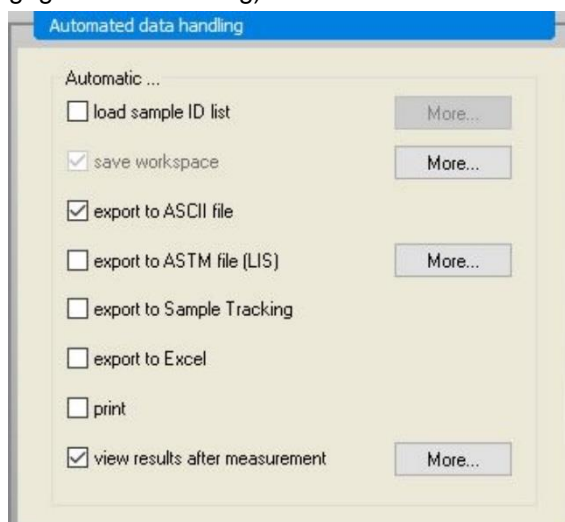 Automated data handling
Automatic ...
load sample ID list More...
save workspace More...
export to ASCII file
export to ASTM file (LIS) More...
export to Sample Tracking
export to Excel
print
view results after measurement More...